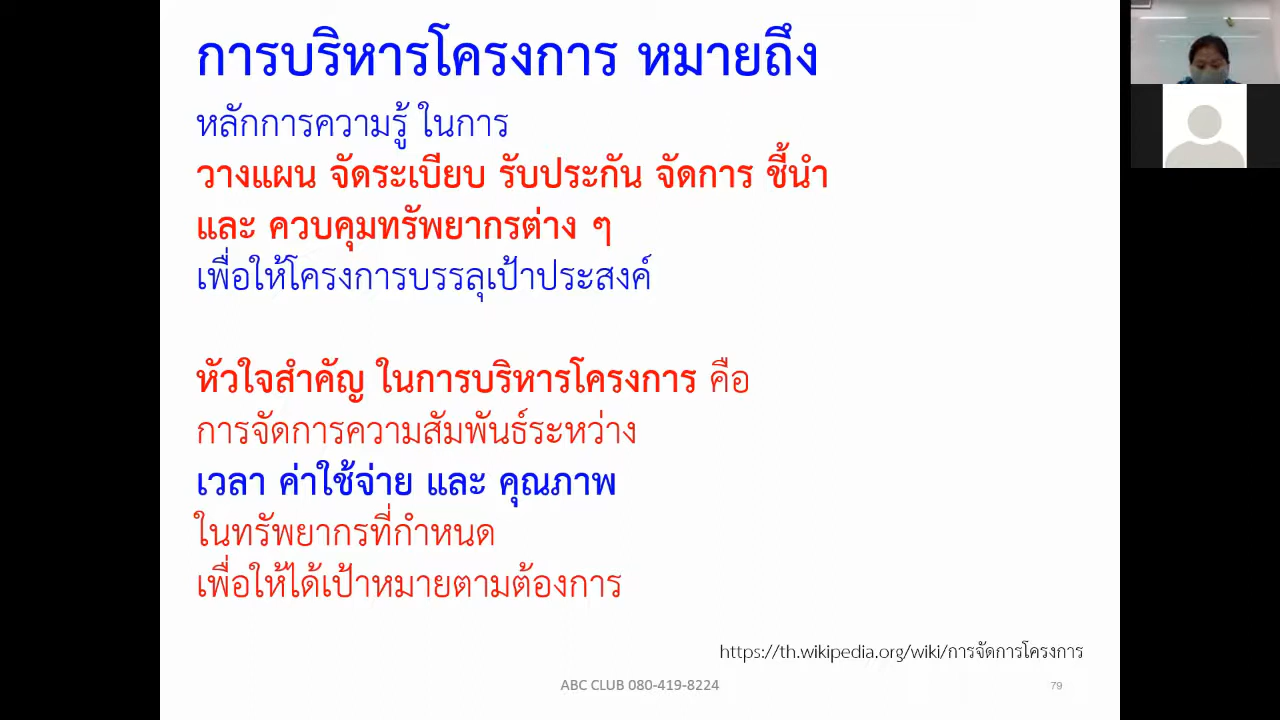 การบริหารโครงการ หมายถึง
หลักการความรู้ ในการ
วางแผน จัดระเบียบ รับประกัน จัดการ ชี้นำ
และ ควบคุมทรัพยากรต่าง ๆ
เพื่อให้โครงการบรรลุเป้าประสงค์
หัวใจสำคัญ ในการบริหารโครงการ คือ
การจัดการความสัมพันธ์ระหว่าง
เวลา ค่าใช้จ่าย และ คุณภาพ
ในทรัพยากรที่กำหนด
เพื่อให้ได้เป้าหมายตามต้องการ
https://th.wikipedia.org/wiki/การจัดการโครงการ
ABC CLUB 080-419-8224
79